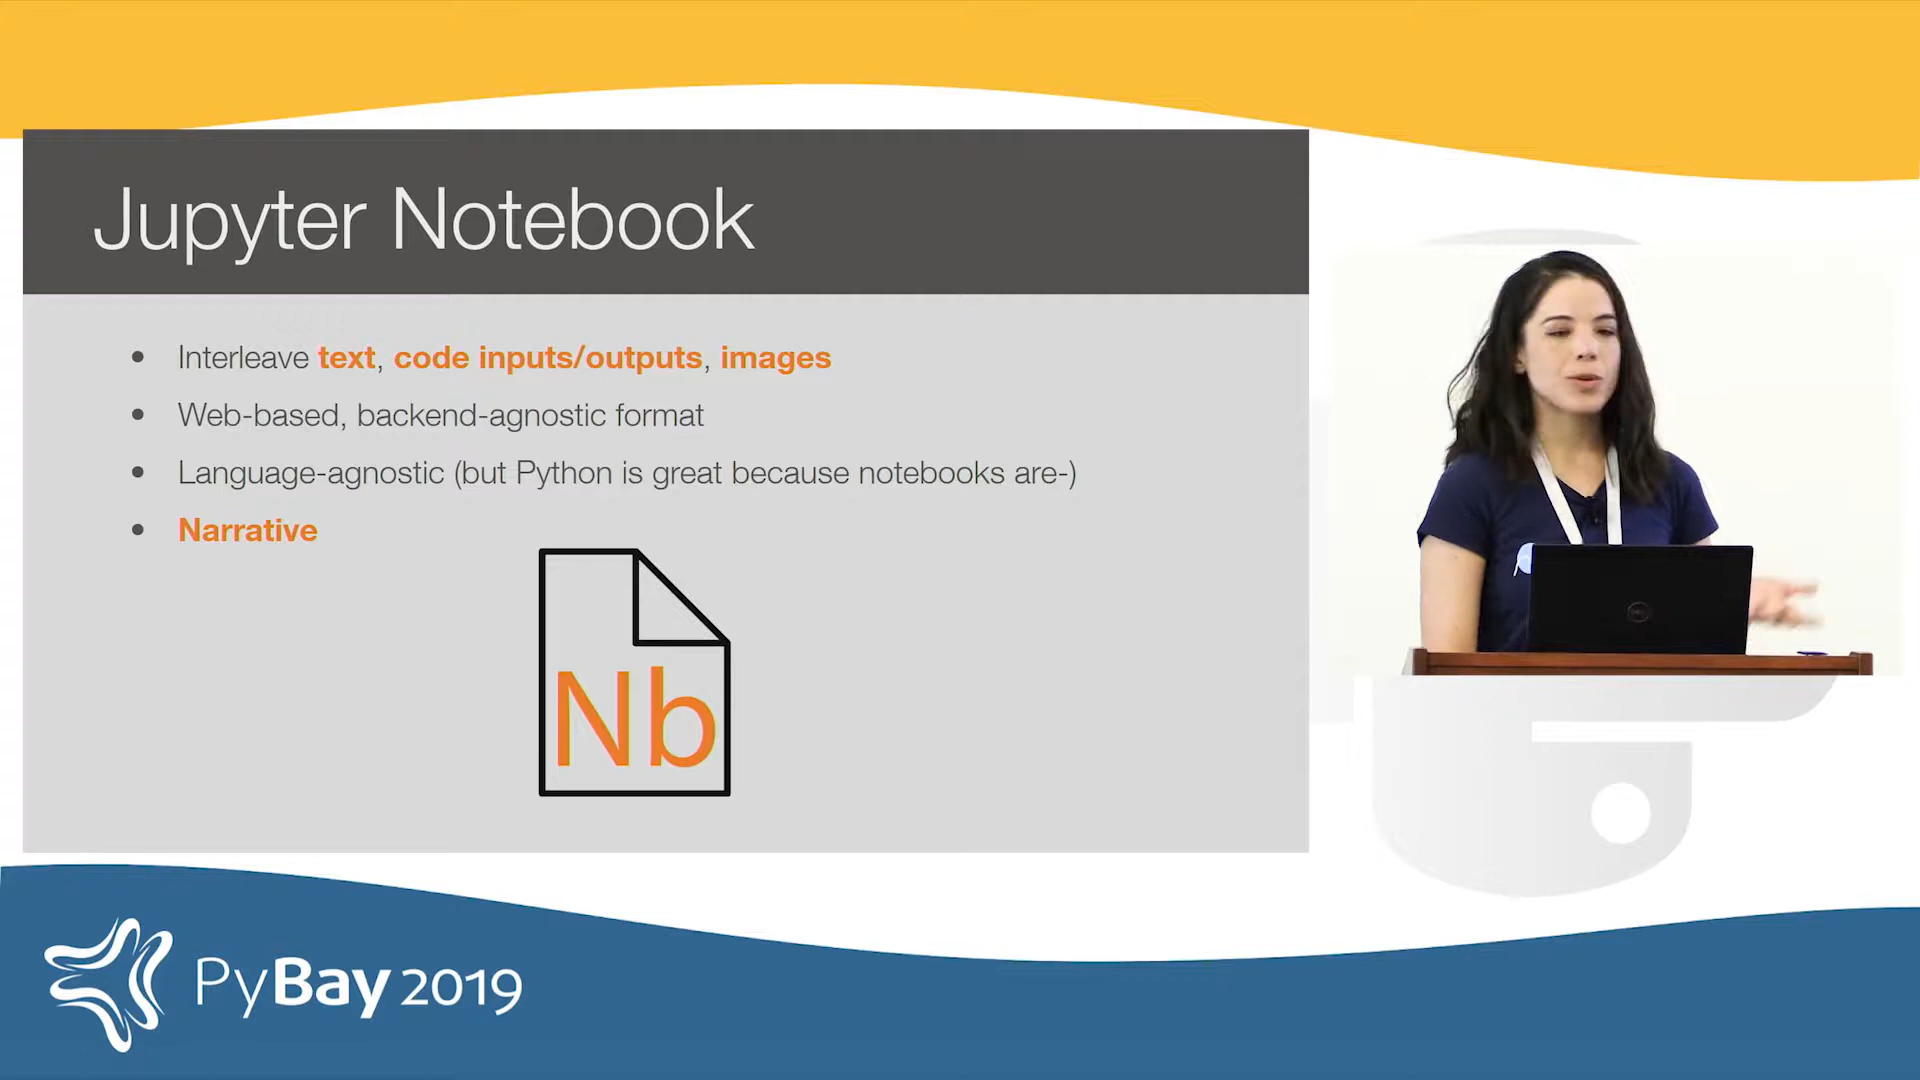 Jupyter Notebook
• Interleave text, code inputs/outputs, images
• Web-based, backend-agnostic format
• Language-agnostic (but Python is great because notebooks are-)
• Narrative
Nb
PyBay 2019